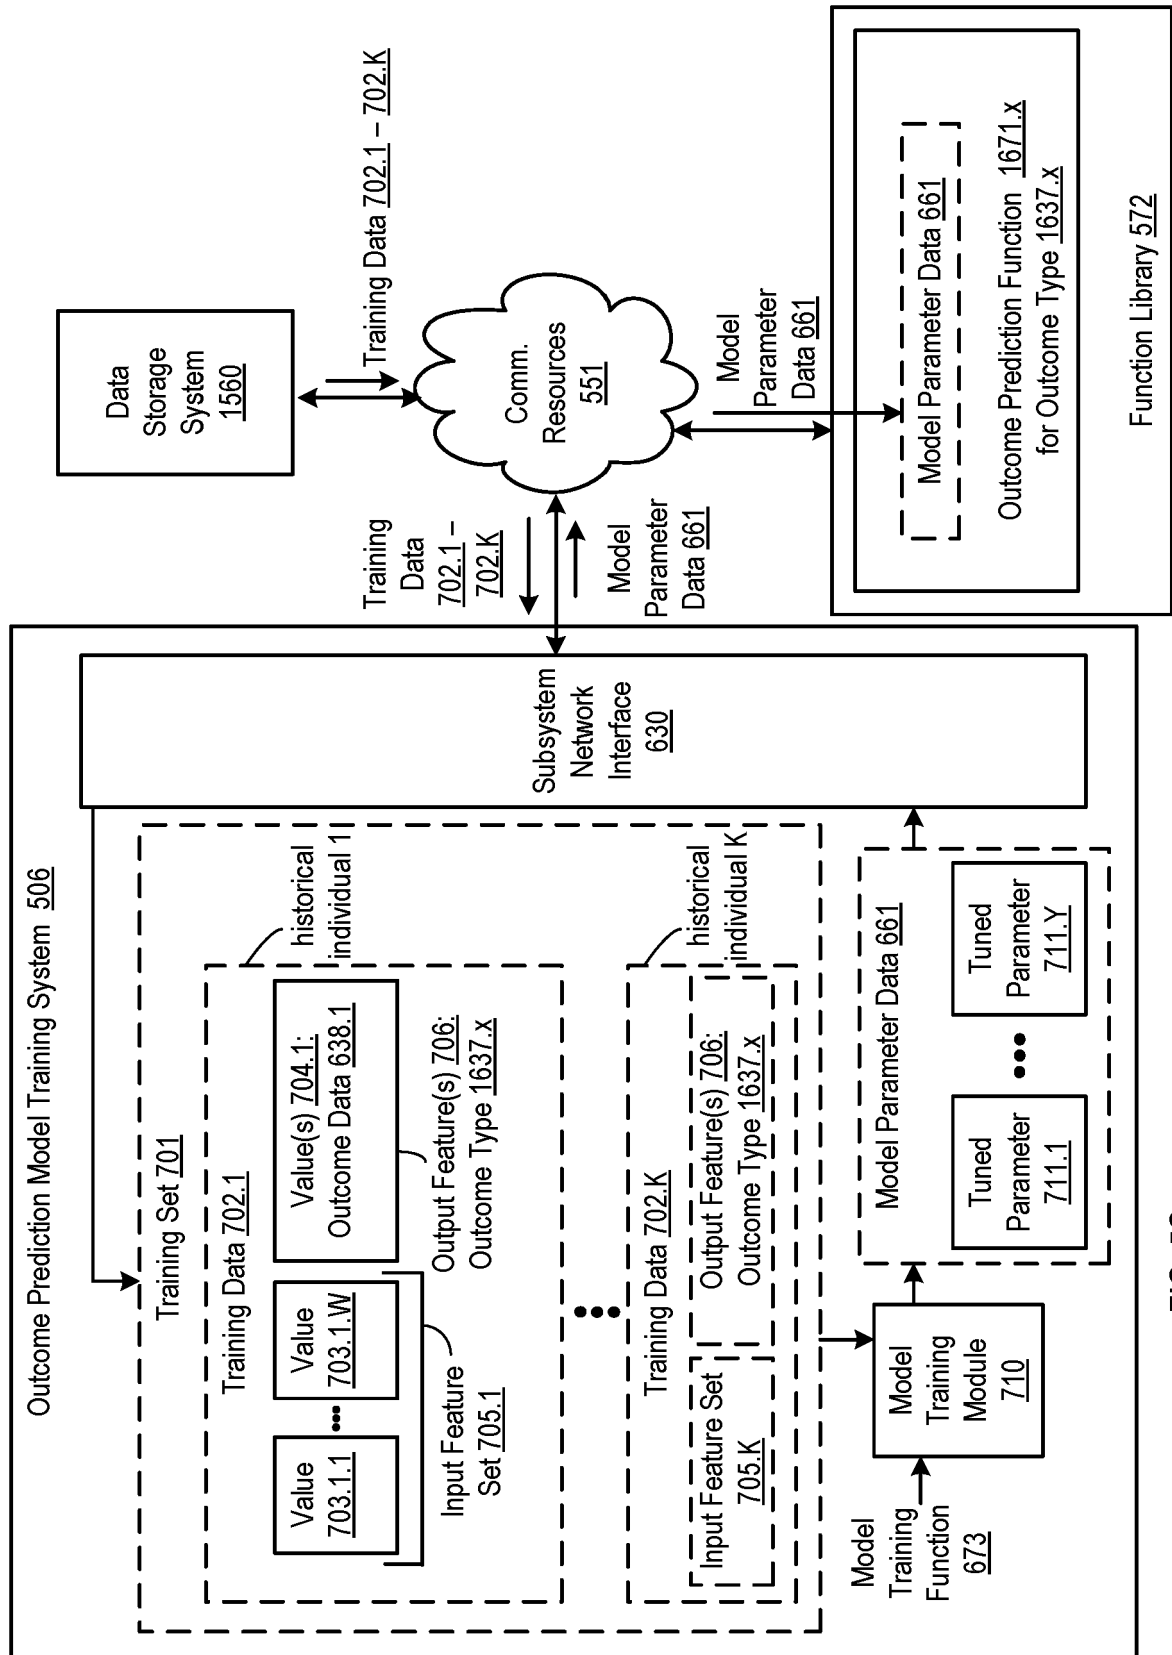 Outcome Prediction Model Training System 506
Training Set 701
Training Data 702.1
Value
703.1.1
Value
703.1.W
Value(s) 704.1:
Outcome Data 638.1
historical
individual 1
Input Feature
Set 705.1
Output Feature(s) 706:
Outcome Type 1637.x
Training Data 702.K
Input Feature Set
705.K
Output Feature(s) 706:
Outcome Type 1637.x
historical
individual K
Model
Training
Function
673
Model
Training
Module
710
Model Parameter Data 661
Tuned
Parameter
711.1
Tuned
Parameter
711.Y
Subsystem
Network
Interface
630
Training
Data
702.1 –
702.K
Model
Parameter
Data 661
Data
Storage
System
1560
Training Data 702.1 – 702.K
Comm.
Resources
551
Model
Parameter
Data 661
Model Parameter Data 661
Outcome Prediction Function 1671.x
for Outcome Type 1637.x
Function Library 572